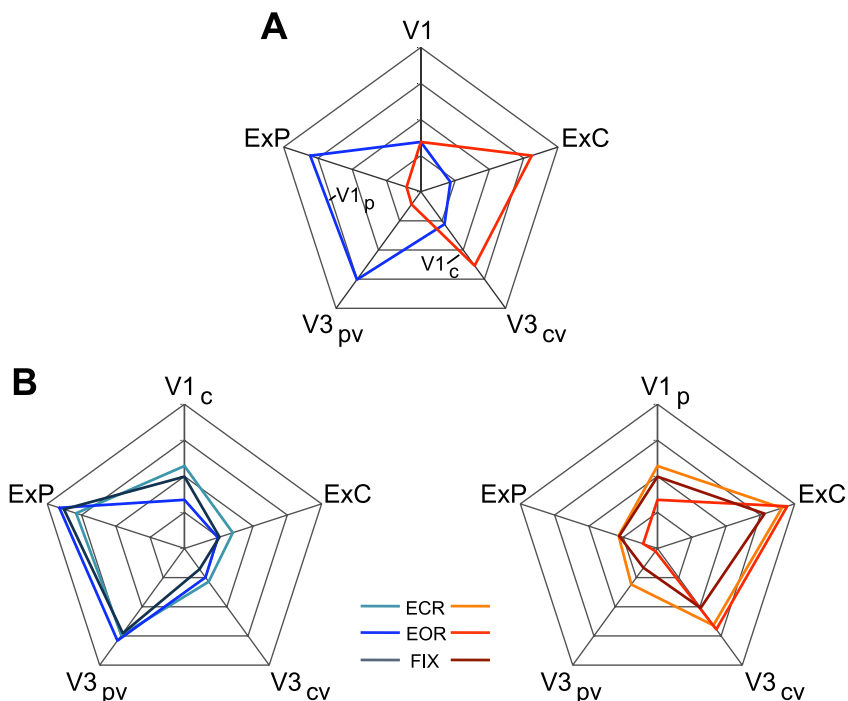 A
V1
ExP
ExC
V1p
V1c
V3pv
V3cv
B
V1c
ExP
ExC
V3pv
V3cv
V1p
ExP
ExC
V3pv
V3cv
ECR
EOR
FIX